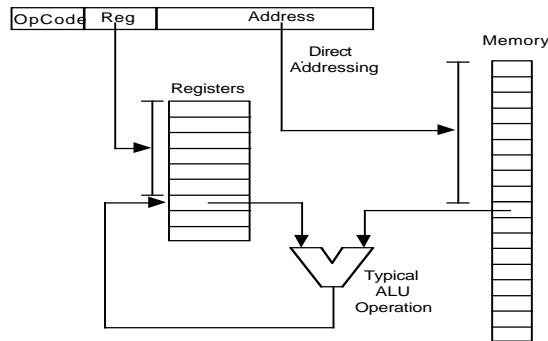 OpCode Reg Address
Direct
Addressing
Memory
Registers
Typical
ALU
Operation